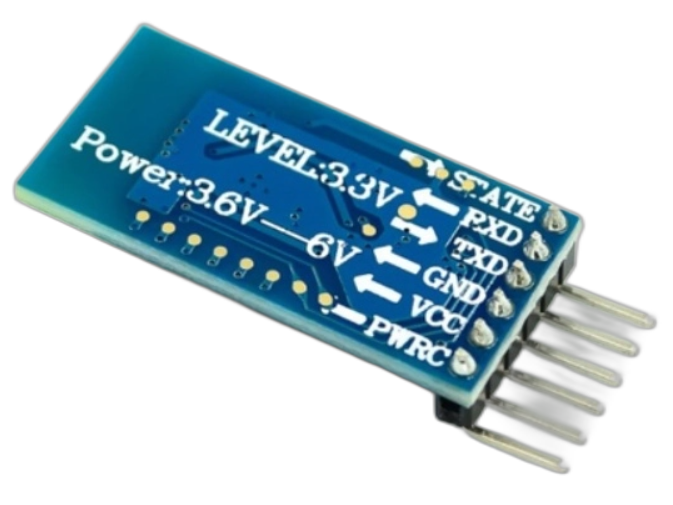 LEVEL:3.3V
Power:3.6V—6V
STATE
RXD
TXD
GND
VCC
PWRC